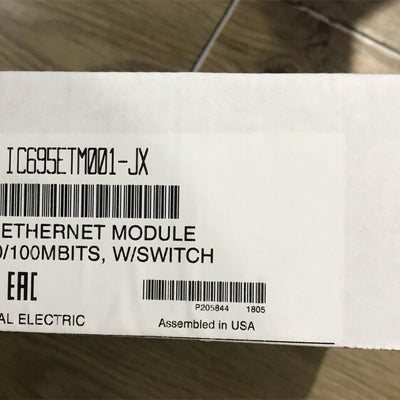 IC695ETM001-JX
ETHERNET MODULE
0/100MBITS, W/SWITCH
EAC
P205844 1805
AL ELECTRIC
Assembled in USA